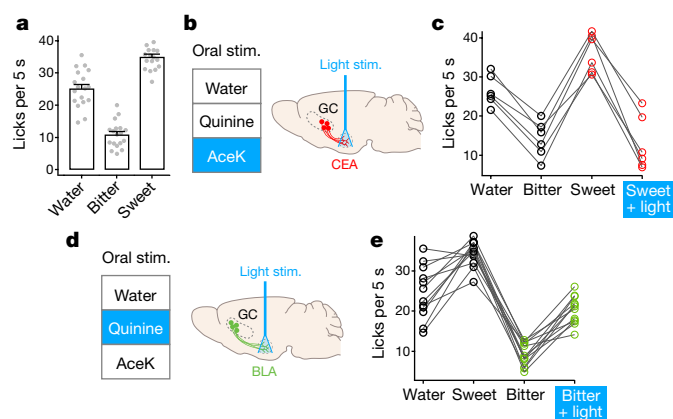 a
Licks per 5 s
40
30
20
10
0
Water
Bitter
Sweet
b
Oral stim.
Water
Quinine
AceK
Light stim.
GC
CEA
c
Licks per 5 s
40
30
20
10
Water
Bitter
Sweet
Sweet
+ light
d
Oral stim.
Water
Quinine
AceK
Light stim.
GC
BLA
e
Licks per 5 s
30
20
10
Water
Sweet
Bitter
Bitter
+ light